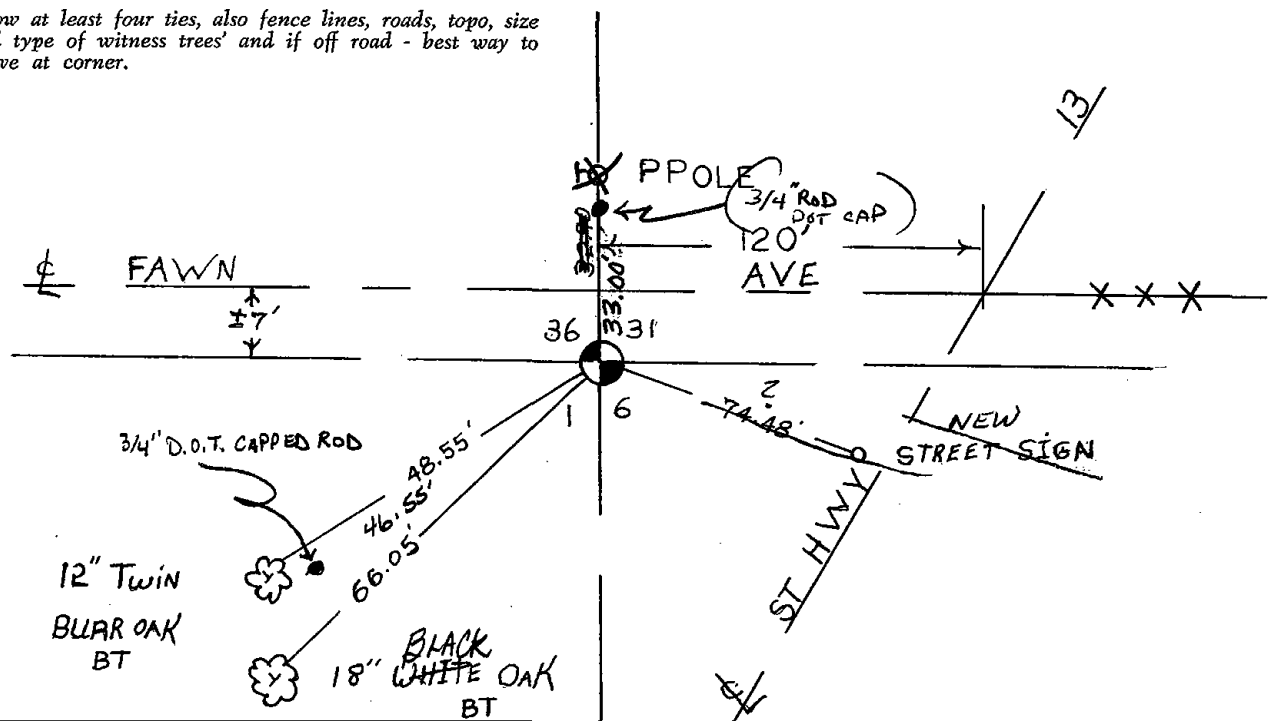 ow at least four ties, also fence lines, roads, topo, size
type of witness trees' and if off road - best way to
ve at corner.
13
PPOLE
3/4" ROD
DOT CAP
120'
℄ FAWN AVE
±7'
33.00'
36 31
1 6
?
74.48'
NEW
STREET SIGN
3/4" D.O.T. CAPPED ROD
48.55'
46.55'
66.05'
ST HWY
12" TWIN
BURR OAK
BT
BLACK
18" WHITE OAK
BT
℄